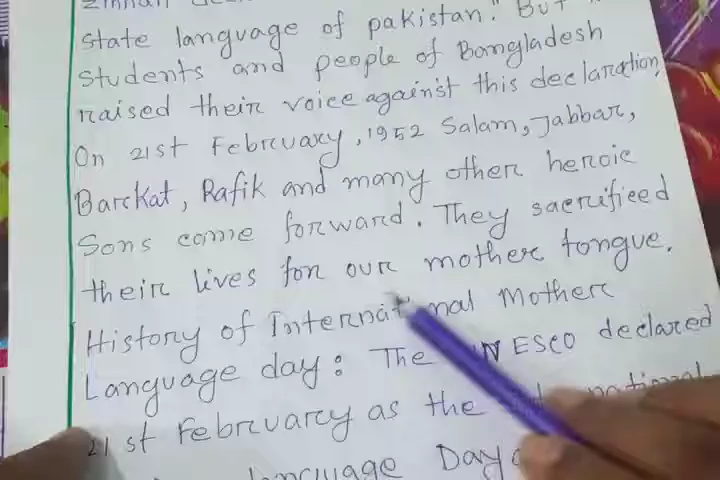 state language of pakistan." But
students and people of Bangladesh
raised their voice against this declaration,
On 21st February, 1952 Salam, Jabbar,
Barkat, Rafik and many other heroic
Sons come forward. They sacrificed
their lives for our mother tongue.
History of International Mother
Language day: The UNESCO declared
21st February as the
language Day